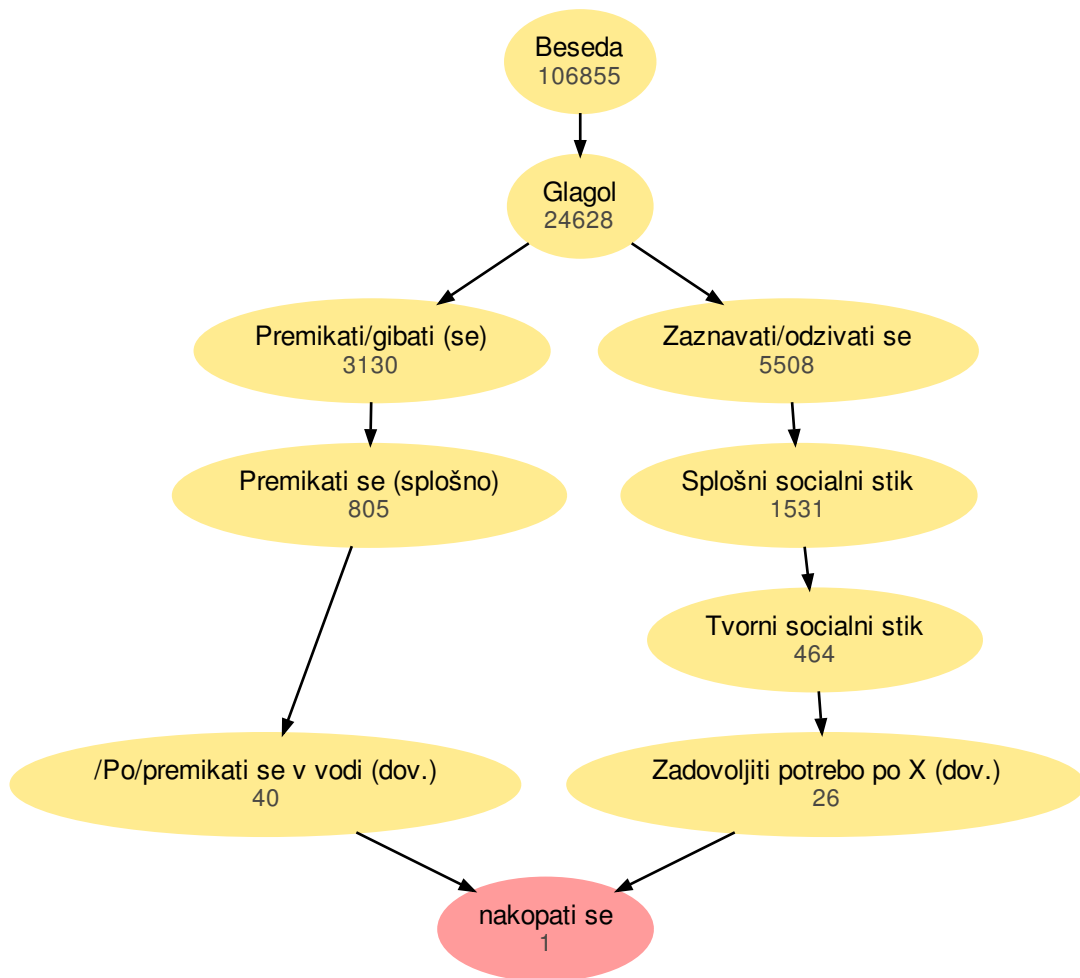 Beseda
106855
Glagol
24628
Premikati/gibati (se)
3130
Zaznavati/odzivati se
5508
Premikati se (splošno)
805
Splošni socialni stik
1531
Tvorni socialni stik
464
/Po/premikati se v vodi (dov.)
40
Zadovoljiti potrebo po X (dov.)
26
nakopati se
1